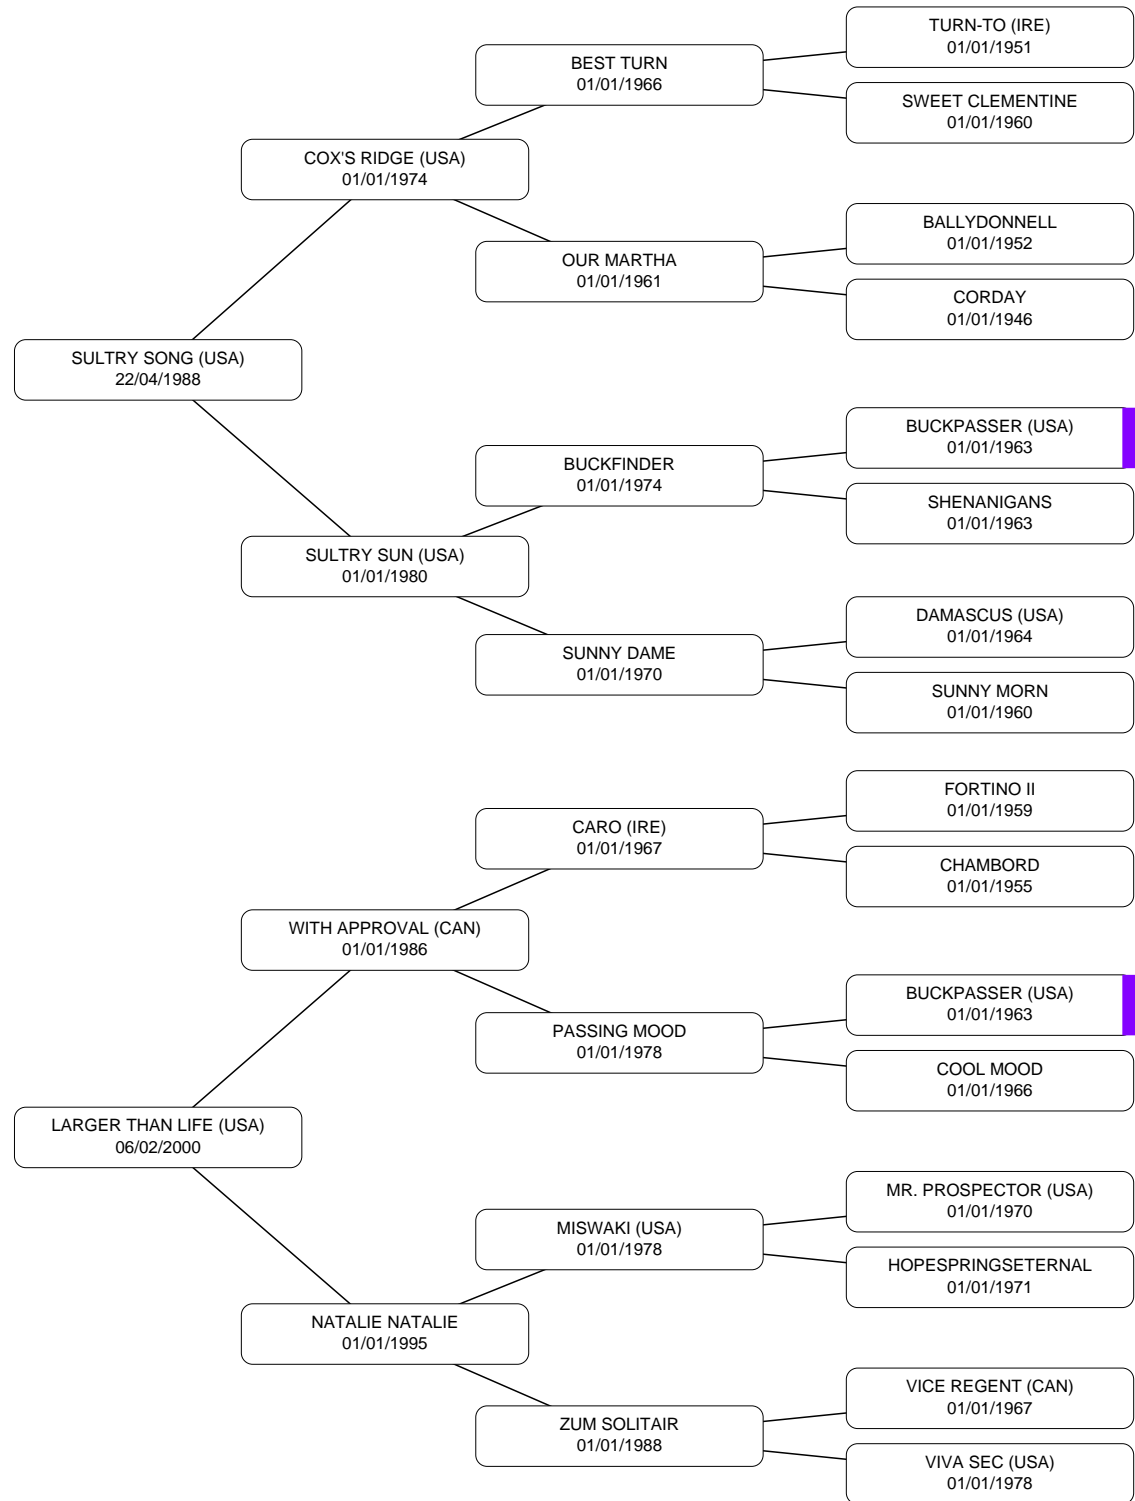 TURN-TO (IRE)
01/01/1951
BEST TURN
01/01/1966
SWEET CLEMENTINE
01/01/1960
COX'S RIDGE (USA)
01/01/1974
BALLYDONNELL
01/01/1952
OUR MARTHA
01/01/1961
CORDAY
01/01/1946
SULTRY SONG (USA)
22/04/1988
BUCKPASSER (USA)
01/01/1963
BUCKFINDER
01/01/1974
SHENANIGANS
01/01/1963
SULTRY SUN (USA)
01/01/1980
DAMASCUS (USA)
01/01/1964
SUNNY DAME
01/01/1970
SUNNY MORN
01/01/1960
FORTINO II
01/01/1959
CARO (IRE)
01/01/1967
CHAMBORD
01/01/1955
WITH APPROVAL (CAN)
01/01/1986
BUCKPASSER (USA)
01/01/1963
PASSING MOOD
01/01/1978
COOL MOOD
01/01/1966
LARGER THAN LIFE (USA)
06/02/2000
MR. PROSPECTOR (USA)
01/01/1970
MISWAKI (USA)
01/01/1978
HOPESPRINGSETERNAL
01/01/1971
NATALIE NATALIE
01/01/1995
VICE REGENT (CAN)
01/01/1967
ZUM SOLITAIR
01/01/1988
VIVA SEC (USA)
01/01/1978